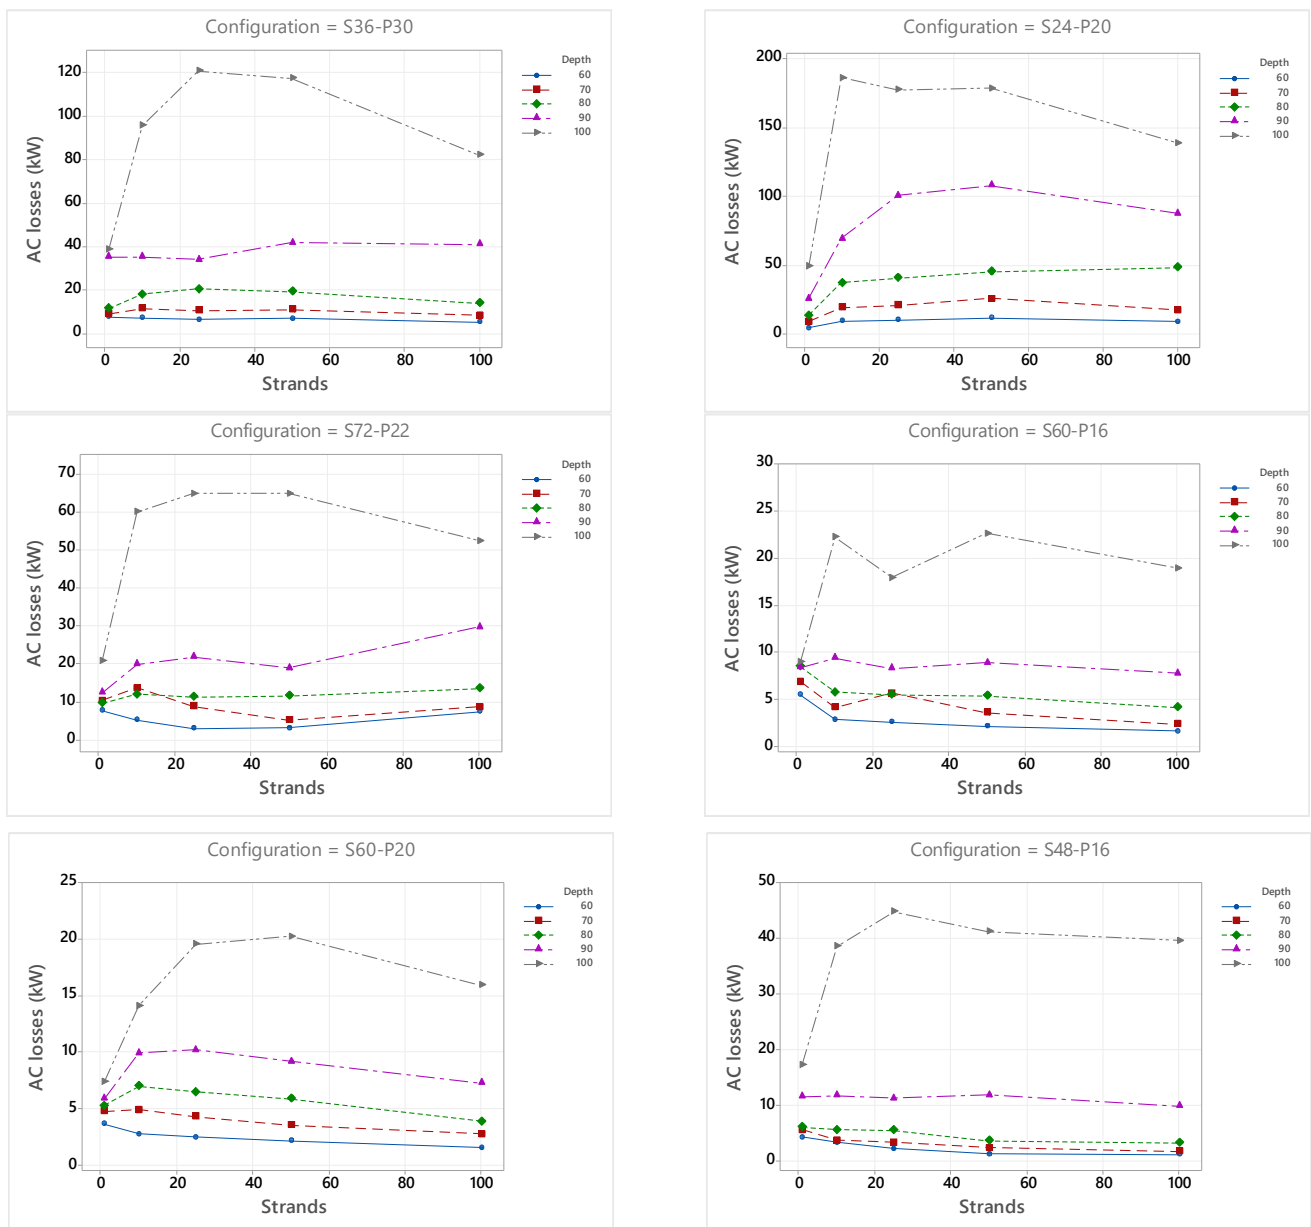 Configuration = S36-P30
AC losses (kW)
120
100
80
60
40
20
0
0 20 40 60 80 100
Strands
Depth
60
70
80
90
100
Configuration = S24-P20
AC losses (kW)
200
150
100
50
0
0 20 40 60 80 100
Strands
Depth
60
70
80
90
100
Configuration = S72-P22
AC losses (kW)
70
60
50
40
30
20
10
0
0 20 40 60 80 100
Strands
Depth
60
70
80
90
100
Configuration = S60-P16
AC losses (kW)
30
25
20
15
10
5
0
0 20 40 60 80 100
Strands
Depth
60
70
80
90
100
Configuration = S60-P20
AC losses (kW)
25
20
15
10
5
0
0 20 40 60 80 100
Strands
Depth
60
70
80
90
100
Configuration = S48-P16
AC losses (kW)
50
40
30
20
10
0
0 20 40 60 80 100
Strands
Depth
60
70
80
90
100